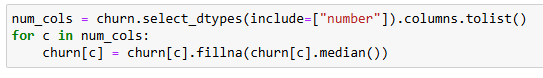 num_cols = churn.select_dtypes(include=["number"]).columns.tolist()
for c in num_cols:
    churn[c] = churn[c].fillna(churn[c].median())